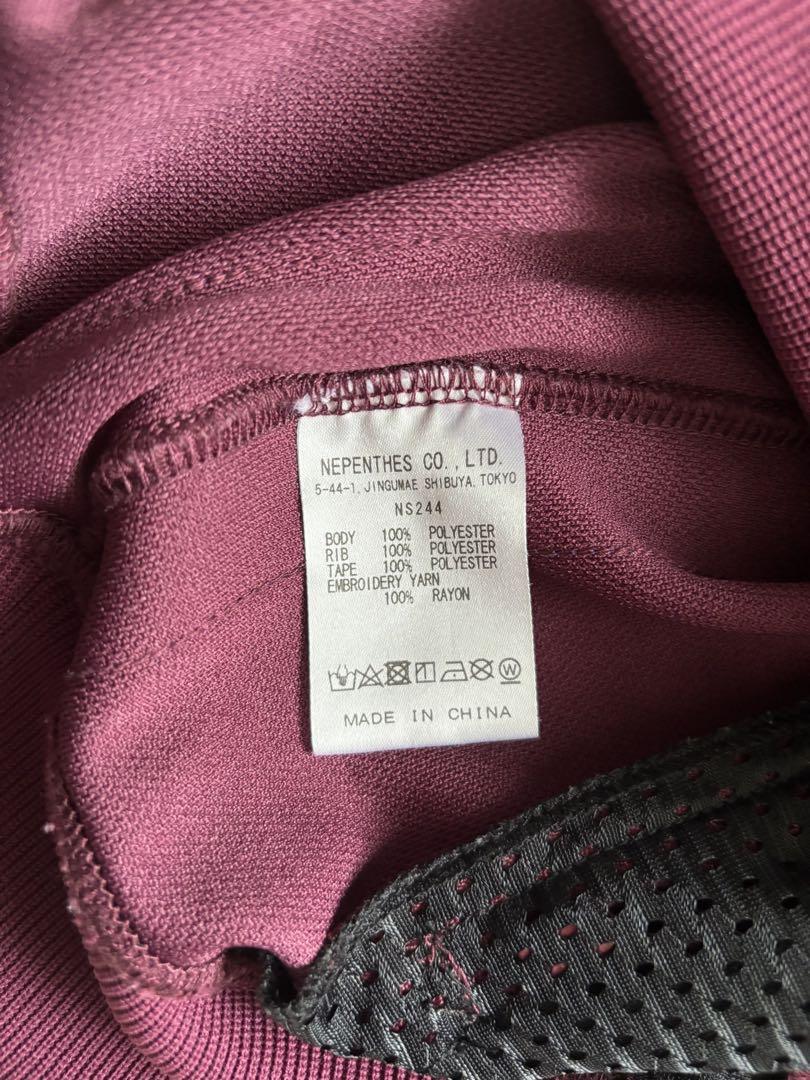 NEPENTHES CO.,LTD.
5-44-1, JINGUMAE SHIBUYA, TOKYO
NS244
BODY 100% POLYESTER
RIB 100% POLYESTER
TAPE 100% POLYESTER
EMBROIDERY YARN
100% RAYON
W
MADE IN CHINA